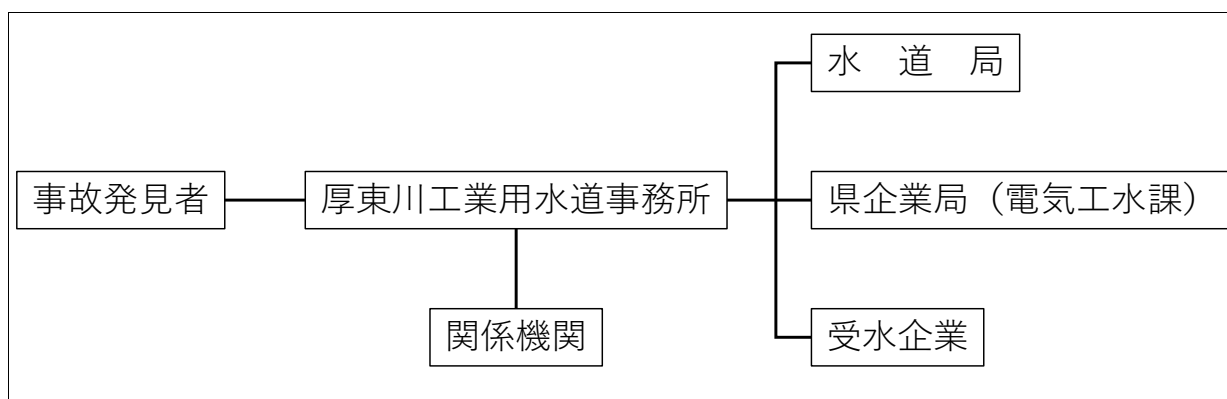 水　道　局
事故発見者
厚東川工業用水道事務所
県企業局（電気工水課）
関係機関
受水企業